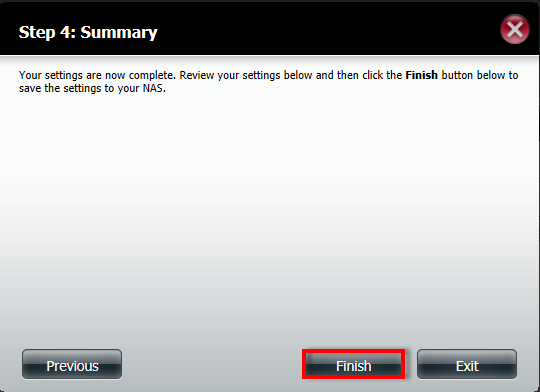 Step 4: Summary
Your settings are now complete. Review your settings below and then click the Finish button below to
save the settings to your NAS.
Previous
Finish
Exit